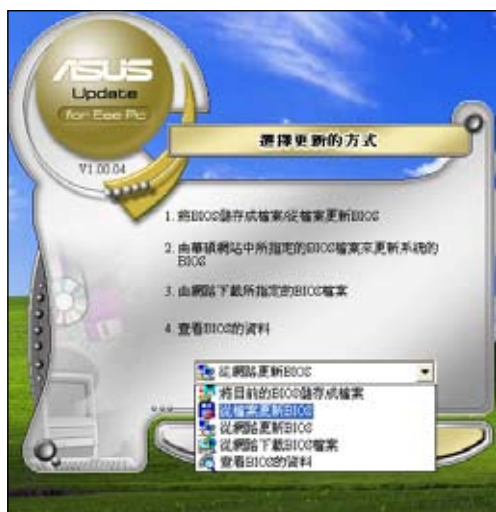 ASUS
Update
for Eee Pc
V1.00.04
選擇更新的方式
1. 將BIOS儲存成檔案/從檔案更新BIOS
2. 由華碩網站中所指定的BIOS檔案來更新系統的
BIOS
3. 由網路下載所指定的BIOS檔案
4. 查看BIOS的資料
從網路更新BIOS
將目前的BIOS儲存成檔案
從檔案更新BIOS
從網路更新BIOS
從網路下載BIOS檔案
查看BIOS的資料